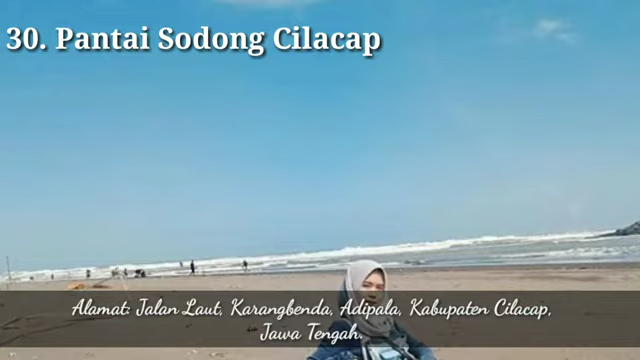 30. Pantai Sodong Cilacap
Alamat: Jalan Laut, Karangbenda, Adipala, Kabupaten Cilacap,
Jawa Tengah.